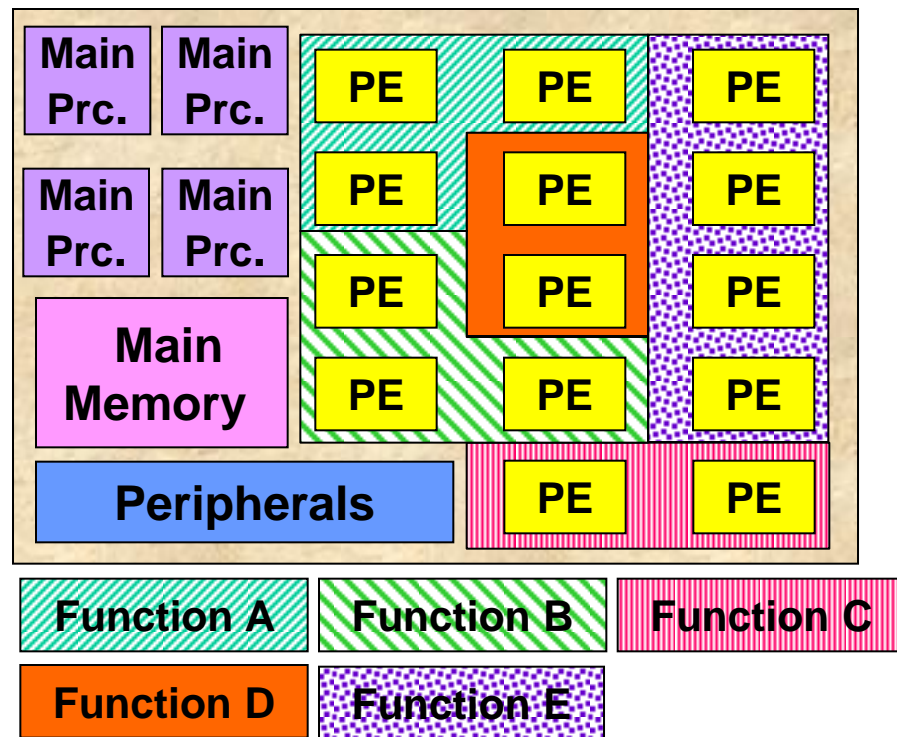 Main
Prc.
Main
Prc.
PE
PE
PE
Main
Prc.
Main
Prc.
PE
PE
PE
PE
PE
PE
Main
Memory
PE
PE
PE
Peripherals
PE
PE
Function A
Function B
Function C
Function D
Function E